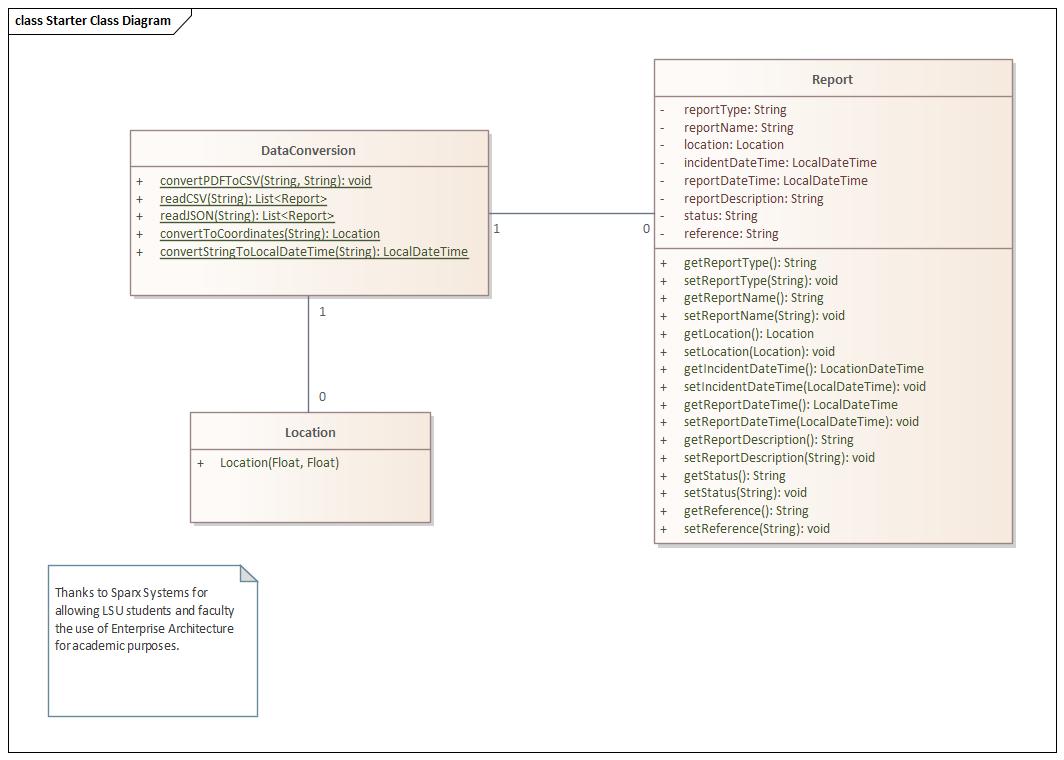 class Starter Class Diagram
DataConversion
+ convertPDFToCSV(String, String): void
+ readCSV(String): List<Report>
+ readJSON(String): List<Report>
+ convertToCoordinates(String): Location
+ convertStringToLocalDateTime(String): LocalDateTime
1
0
1
0
Report
- reportType: String
- reportName: String
- location: Location
- incidentDateTime: LocalDateTime
- reportDateTime: LocalDateTime
- reportDescription: String
- status: String
- reference: String
+ getReportType(): String
+ setReportType(String): void
+ getReportName(): String
+ setReportName(String): void
+ getLocation(): Location
+ setLocation(Location): void
+ getIncidentDateTime(): LocationDateTime
+ setIncidentDateTime(LocalDateTime): void
+ getReportDateTime(): LocalDateTime
+ setReportDateTime(LocalDateTime): void
+ getReportDescription(): String
+ setReportDescription(String): void
+ getStatus(): String
+ setStatus(String): void
+ getReference(): String
+ setReference(String): void
Location
+ Location(Float, Float)
Thanks to Sparx Systems for
allowing LSU students and faculty
the use of Enterprise Architecture
for academic purposes.